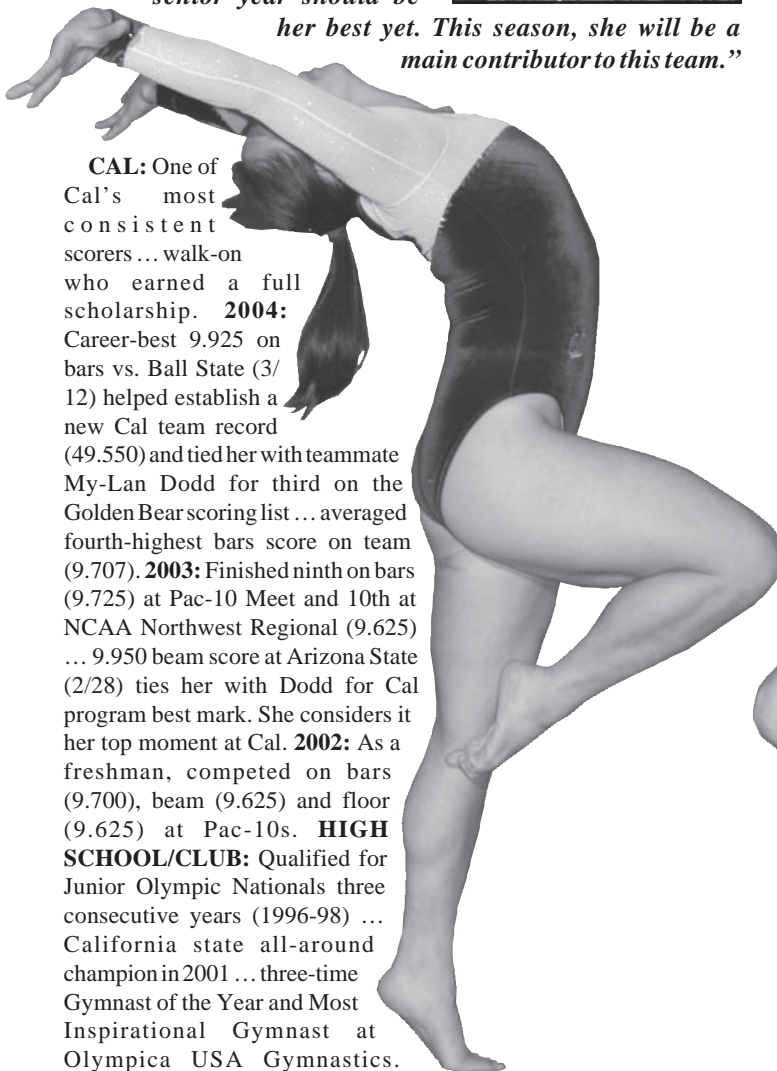 senior year should be
her best yet. This season, she will be a
main contributor to this team.”
CAL: One of
Cal’s most
consistent
scorers … walk-on
who earned a full
scholarship. 2004:
Career-best 9.925 on
bars vs. Ball State (3/
12) helped establish a
new Cal team record
(49.550) and tied her with teammate
My-Lan Dodd for third on the
Golden Bear scoring list … averaged
fourth-highest bars score on team
(9.707). 2003: Finished ninth on bars
(9.725) at Pac-10 Meet and 10th at
NCAA Northwest Regional (9.625)
… 9.950 beam score at Arizona State
(2/28) ties her with Dodd for Cal
program best mark. She considers it
her top moment at Cal. 2002: As a
freshman, competed on bars
(9.700), beam (9.625) and floor
(9.625) at Pac-10s. HIGH
SCHOOL/CLUB: Qualified for
Junior Olympic Nationals three
consecutive years (1996-98) …
California state all-around
champion in 2001 … three-time
Gymnast of the Year and Most
Inspirational Gymnast at
Olympica USA Gymnastics.